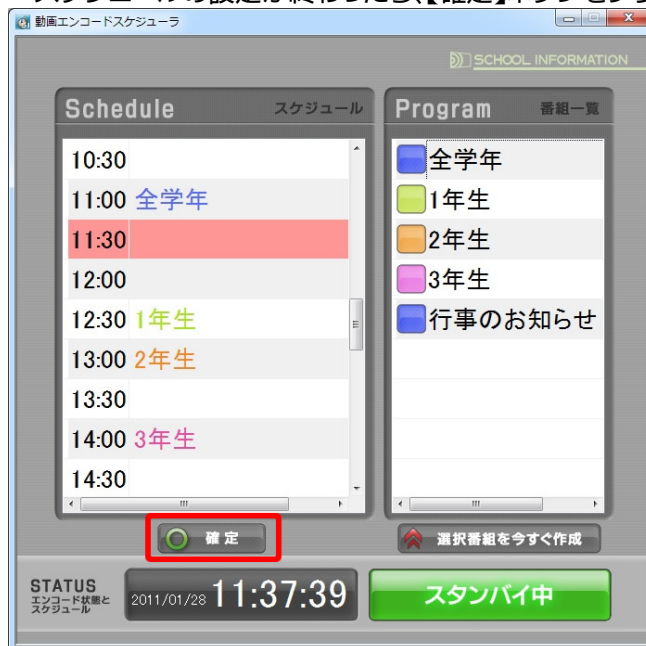 動画エンコードスケジューラ
SCHOOL INFORMATION
Schedule スケジュール
10:30
11:00 全学年
11:30
12:00
12:30 1年生
13:00 2年生
13:30
14:00 3年生
14:30
確定
Program 番組一覧
全学年
1年生
2年生
3年生
行事のお知らせ
選択番組を今すぐ作成
STATUS
エンコード状態と
スケジュール
2011/01/28 11:37:39
スタンバイ中